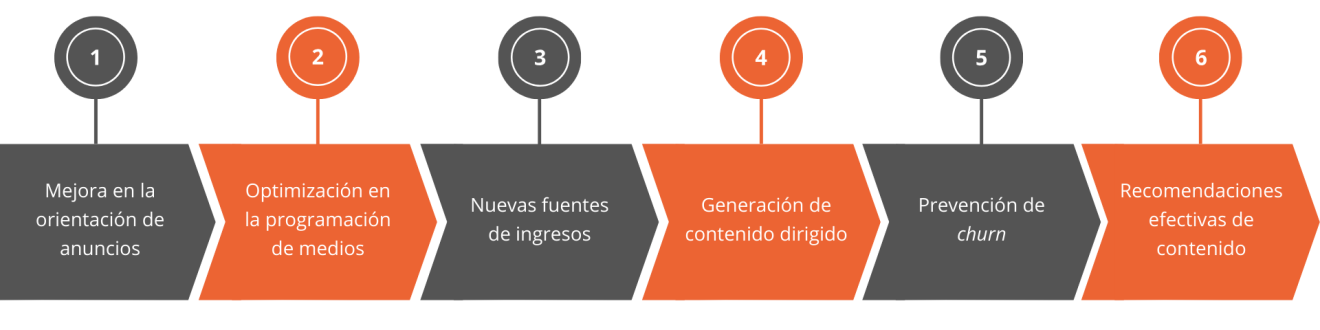 1
2
3
4
5
6
Mejora en la
orientación de
anuncios
Optimización en
la programación
de medios
Nuevas fuentes
de ingresos
Generación de
contenido dirigido
Prevención de
churn
Recomendaciones
efectivas de
contenido